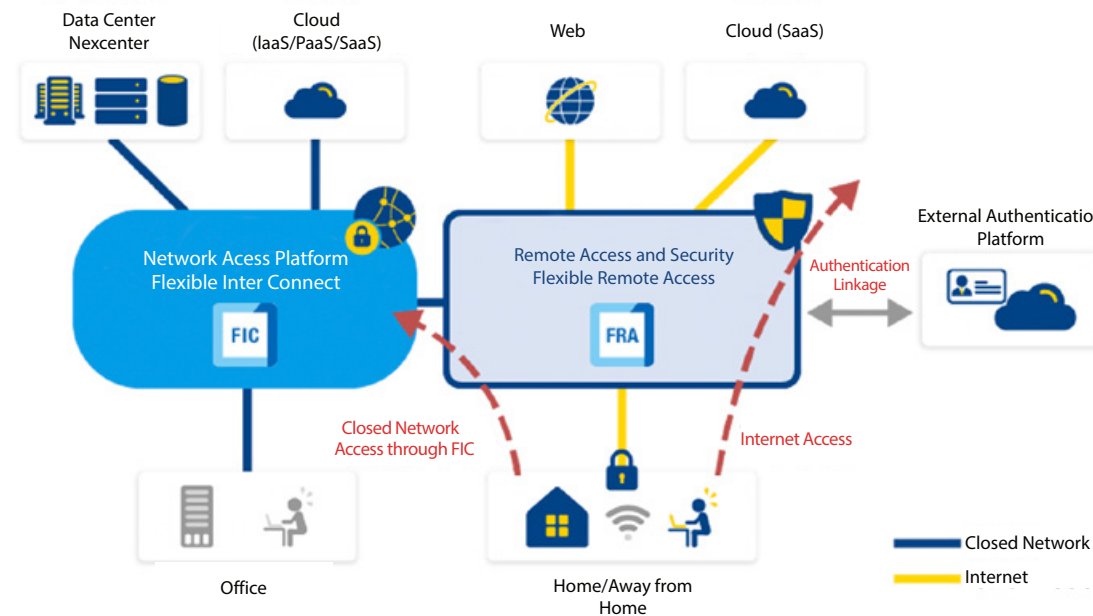 Data Center
Nexcenter
Cloud
(IaaS/PaaS/SaaS)
Web
Cloud (SaaS)
Network Acess Platform
Flexible Inter Connect
FIC
Remote Access and Security
Flexible Remote Access
FRA
Authentication
Linkage
External Authenticatio
Platform
Closed Network
Access through FIC
Internet Access
Office
Home/Away from
Home
Closed Network
Internet